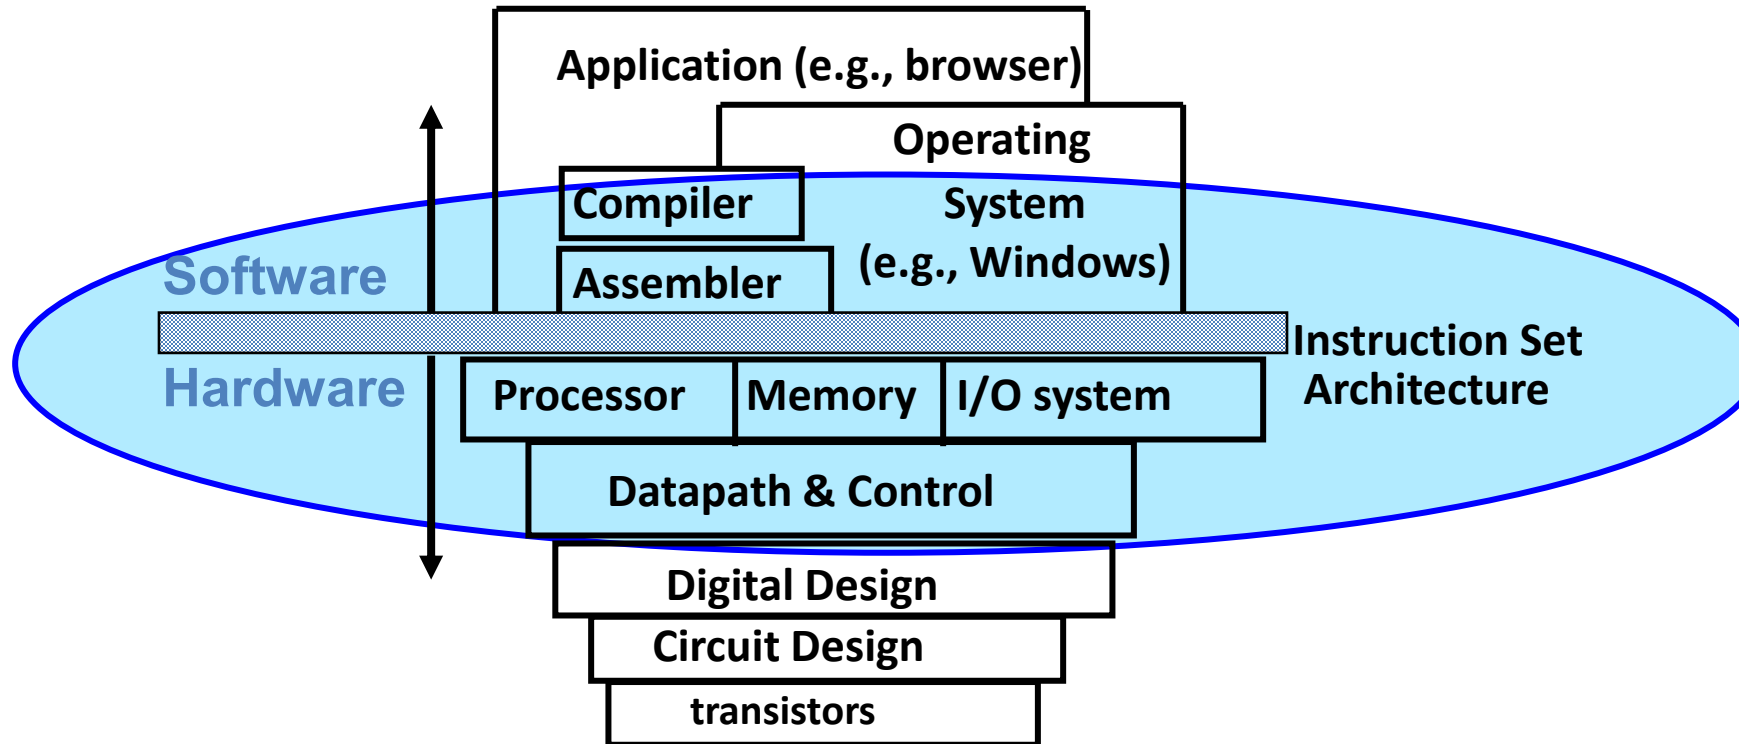 Application (e.g., browser)
Operating
System
(e.g., Windows)
Compiler
Assembler
Software
Hardware
Instruction Set
Architecture
Processor
Memory
I/O system
Datapath & Control
Digital Design
Circuit Design
transistors